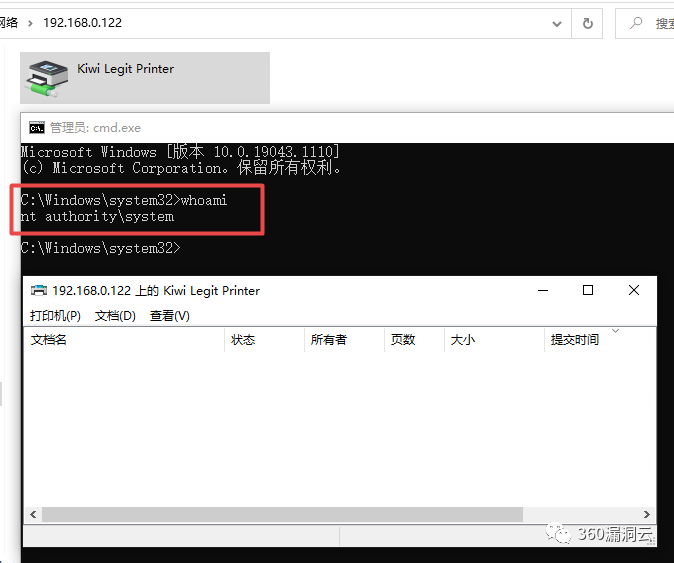 网络 > 192.168.0.122
搜索
Kiwi Legit Printer
管理员: cmd.exe
Microsoft Windows [版本 10.0.19043.1110]
(c) Microsoft Corporation。保留所有权利。
C:\Windows\system32>whoami
nt authority\system
C:\Windows\system32>
192.168.0.122 上的 Kiwi Legit Printer
打印机(P) 文档(D) 查看(V)
文档名 状态 所有者 页数 大小 提交时间
360漏洞云